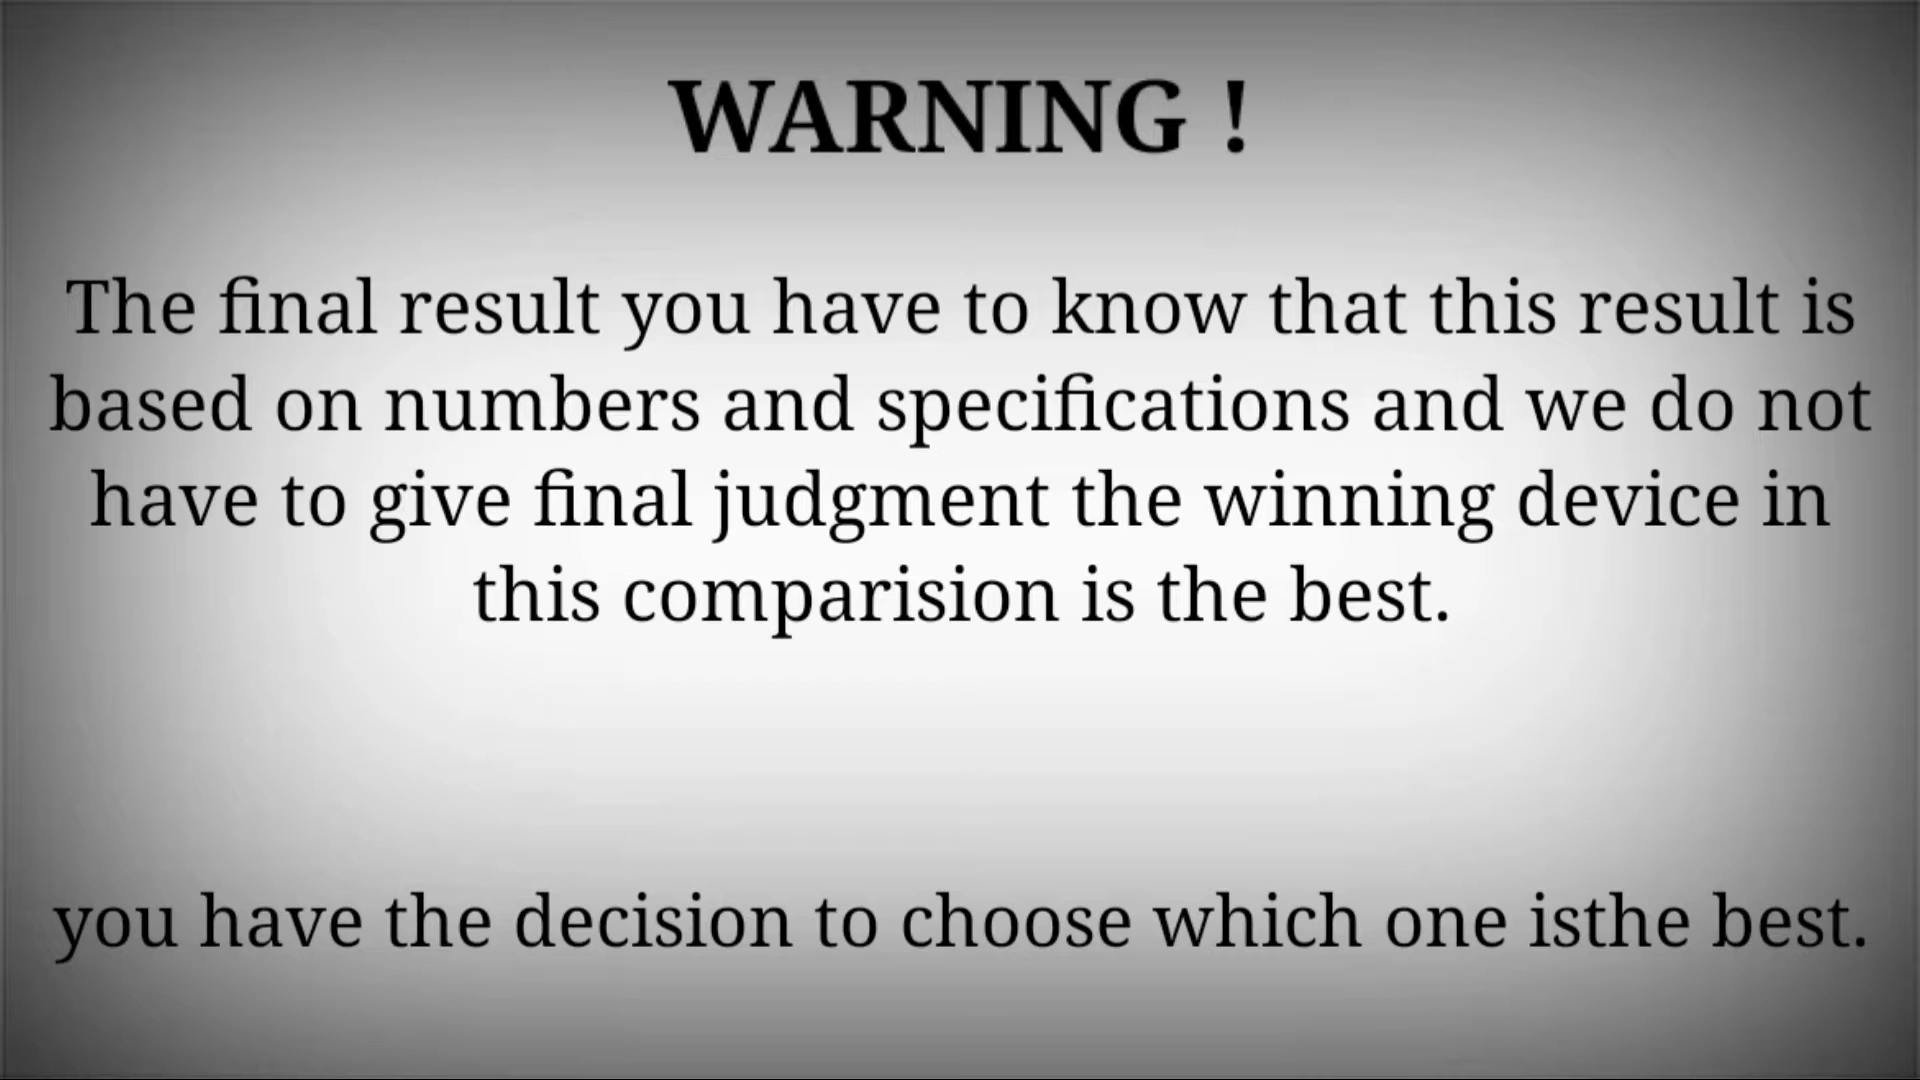 WARNING !
The final result you have to know that this result is
based on numbers and specifications and we do not
have to give final judgment the winning device in
this comparision is the best.
you have the decision to choose which one isthe best.